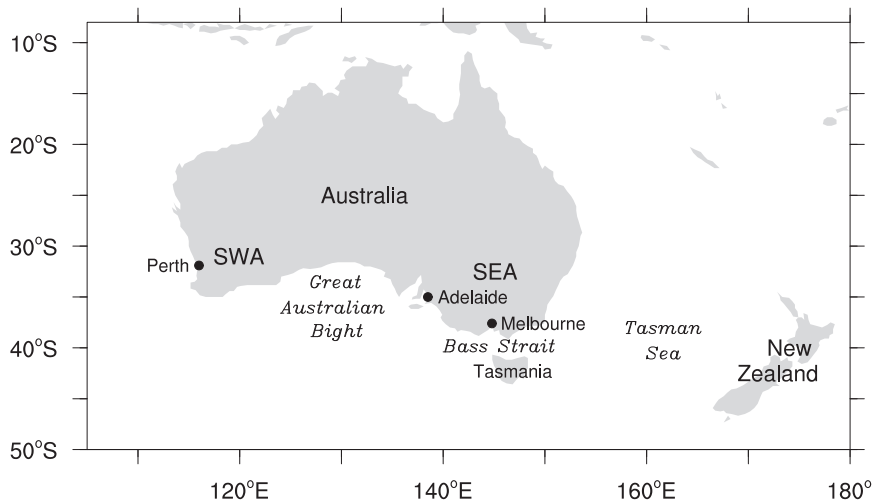 10°S
20°S
Australia
30°S
Perth
SWA
SEA
Great
Australian
Bight
Adelaide
Melbourne
Bass Strait
Tasmania
Tasman
Sea
40°S
New
Zealand
50°S
120°E
140°E
160°E
180°